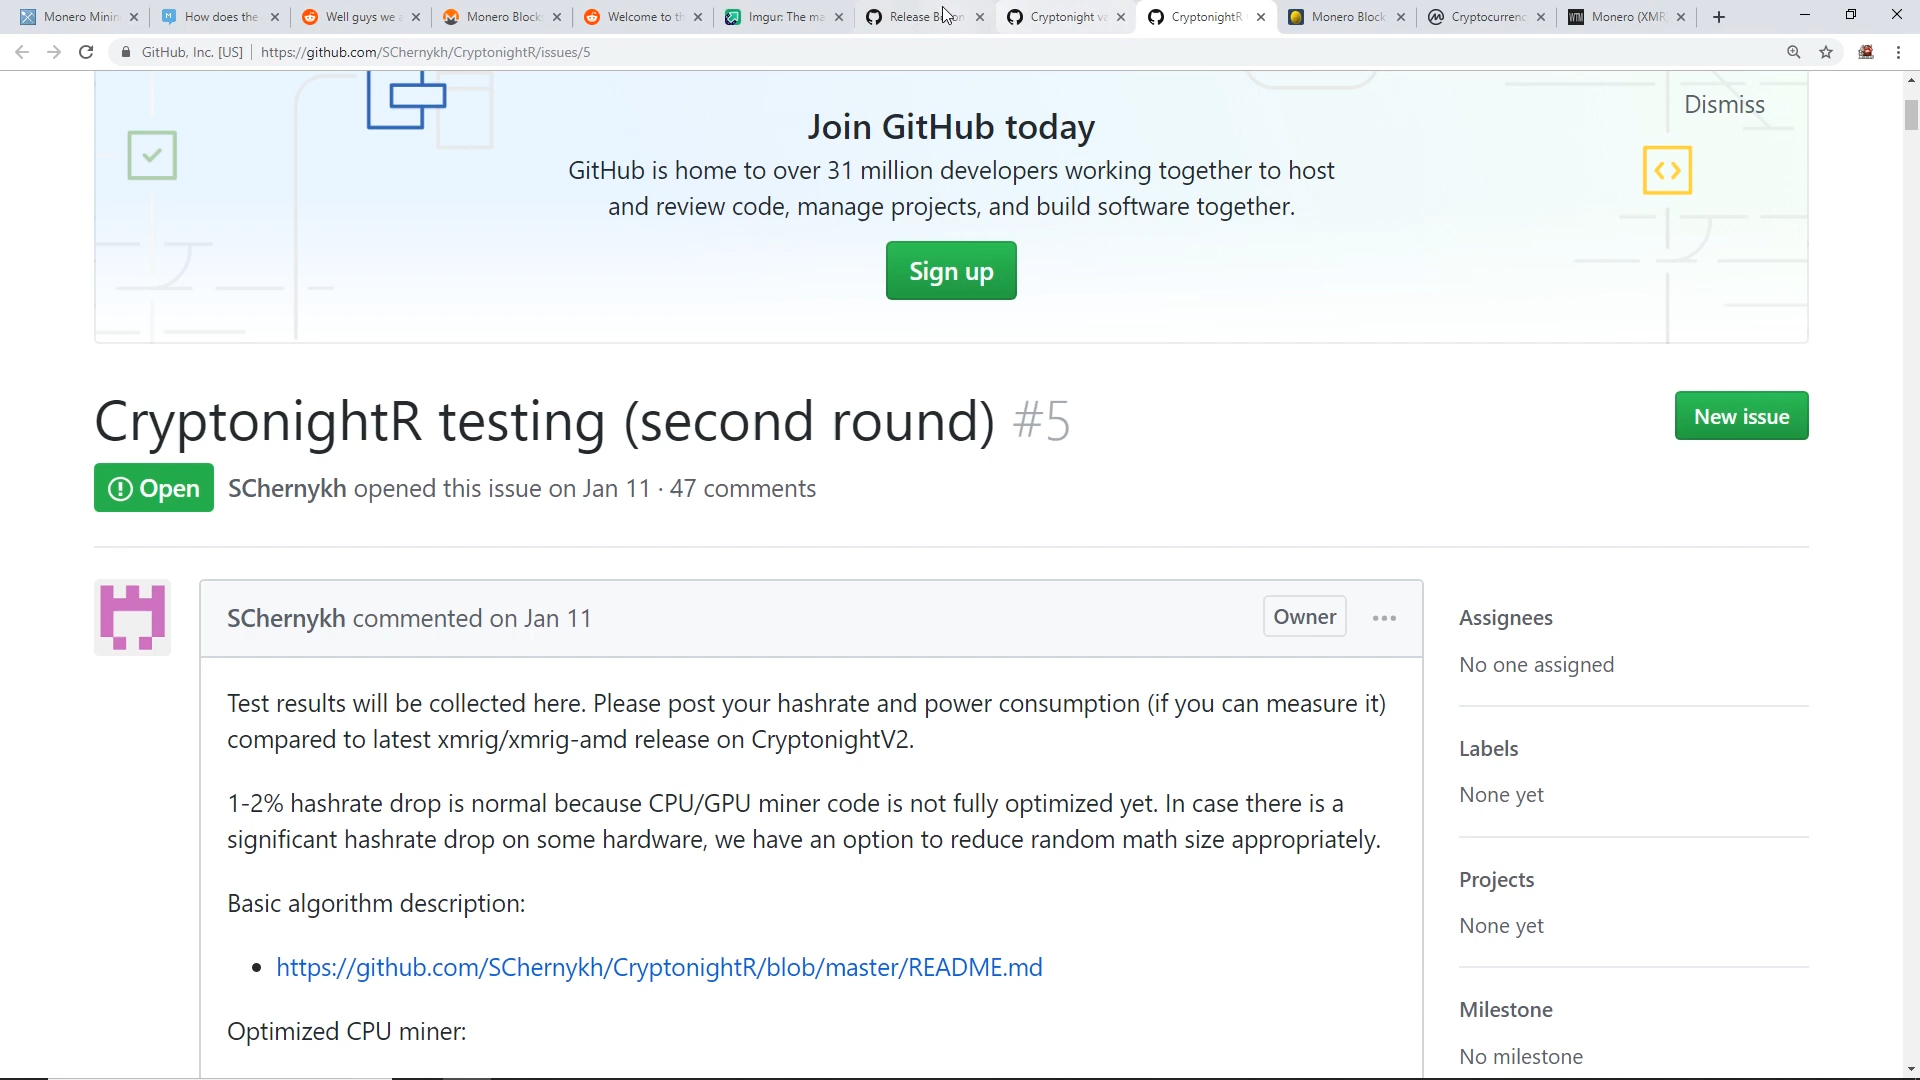 Monero Minin
How does the
Well guys we a
Monero Block
Welcome to th
Imgur: The ma
Release B on
Cryptonight va
CryptonightR
Monero Block
Cryptocurrenc
Monero (XMR
GitHub, Inc. [US] | https://github.com/SChernykh/CryptonightR/issues/5
Dismiss
Join GitHub today
GitHub is home to over 31 million developers working together to host
and review code, manage projects, and build software together.
Sign up
CryptonightR testing (second round) #5
New issue
Open SChernykh opened this issue on Jan 11 · 47 comments
SChernykh commented on Jan 11
Owner
Test results will be collected here. Please post your hashrate and power consumption (if you can measure it)
compared to latest xmrig/xmrig-amd release on CryptonightV2.
1-2% hashrate drop is normal because CPU/GPU miner code is not fully optimized yet. In case there is a
significant hashrate drop on some hardware, we have an option to reduce random math size appropriately.
Basic algorithm description:
• https://github.com/SChernykh/CryptonightR/blob/master/README.md
Optimized CPU miner:
Assignees
No one assigned
Labels
None yet
Projects
None yet
Milestone
No milestone